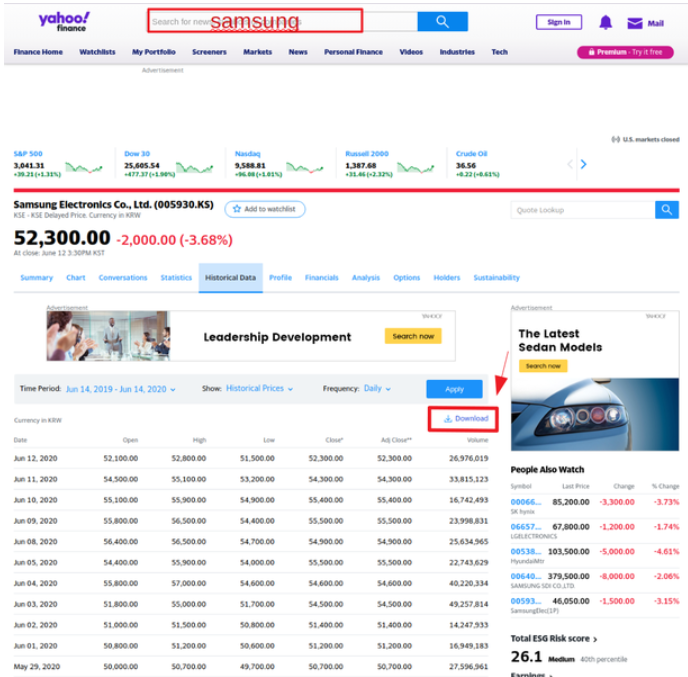 yahoo!
finance
Search for news
samsung
Sign In
Mail
Finance Home Watchlists My Portfolio Screeners Markets News Personal Finance Videos Industries Tech
Premium - Try it free
Advertisement
U.S. markets closed
S&P 500 Dow 30 Nasdaq Russell 2000 Crude Oil
3,041.31 25,605.54 9,588.81 1,387.68 36.56
+39.21 (+1.31%) +477.37 (+1.90%) +96.08 (+1.01%) +31.46 (+2.32%) +0.22 (+0.61%)
Samsung Electronics Co., Ltd. (005930.KS)
Add to watchlist
KSE - KSE Delayed Price. Currency in KRW
Quote Lookup
52,300.00 -2,000.00 (-3.68%)
At close: June 12 3:30PM KST
Summary Chart Conversations Statistics Historical Data Profile Financials Analysis Options Holders Sustainability
Advertisement
Leadership Development
Search now
Advertisement
The Latest
Sedan Models
Search now
Time Period: Jun 14, 2019 - Jun 14, 2020 Show: Historical Prices Frequency: Daily Apply
Currency in KRW
Download
Date Open High Low Close* Adj Close** Volume
Jun 12, 2020 52,100.00 52,800.00 51,500.00 52,300.00 52,300.00 26,976,019
Jun 11, 2020 54,500.00 55,100.00 53,200.00 54,300.00 54,300.00 33,815,123
Jun 10, 2020 55,100.00 55,900.00 54,900.00 55,400.00 55,400.00 16,742,493
Jun 09, 2020 55,800.00 56,500.00 54,400.00 55,500.00 55,500.00 23,998,831
Jun 08, 2020 56,400.00 56,500.00 54,700.00 54,900.00 54,900.00 25,634,965
Jun 05, 2020 54,400.00 55,900.00 54,000.00 55,500.00 55,500.00 22,743,629
Jun 04, 2020 55,800.00 57,000.00 54,600.00 54,600.00 54,600.00 40,220,334
Jun 03, 2020 51,800.00 55,000.00 51,700.00 54,500.00 54,500.00 49,257,814
Jun 02, 2020 51,000.00 51,500.00 50,800.00 51,400.00 51,400.00 14,247,933
Jun 01, 2020 50,800.00 51,200.00 50,600.00 51,200.00 51,200.00 16,949,183
May 29, 2020 50,000.00 50,700.00 49,700.00 50,700.00 50,700.00 27,596,961
People Also Watch
Symbol Last Price Change % Change
00066... 85,200.00 -3,300.00 -3.73%
SK hynix
06657... 67,800.00 -1,200.00 -1.74%
LGELECTRONICS
00538... 103,500.00 -5,000.00 -4.61%
HyundaiMtr
00640... 379,500.00 -8,000.00 -2.06%
SAMSUNG SDI CO.,LTD.
00593... 46,050.00 -1,500.00 -3.15%
SamsungElec(1P)
Total ESG Risk score
26.1 Medium 40th percentile
Earnings